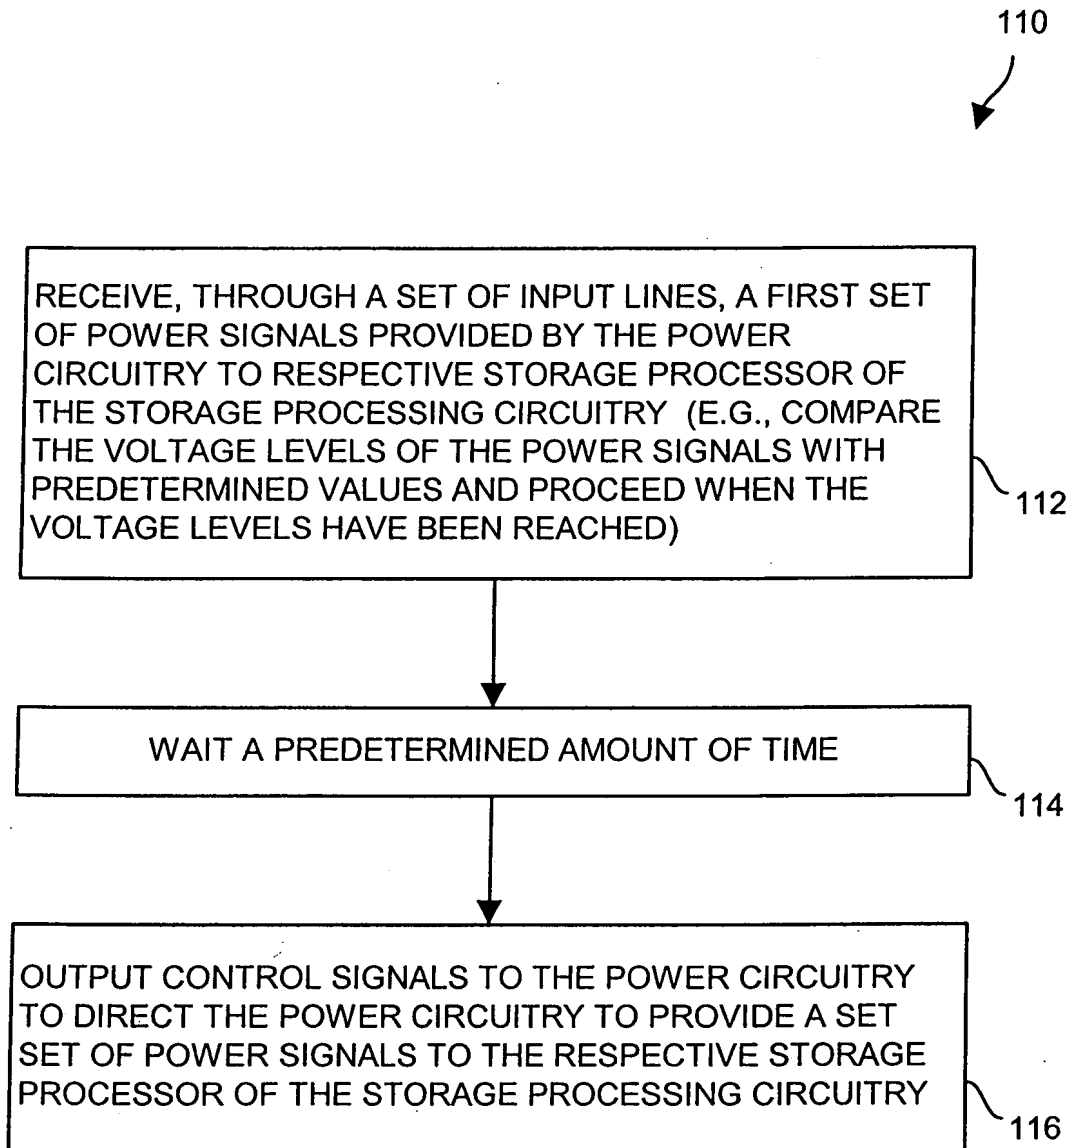 110
RECEIVE, THROUGH A SET OF INPUT LINES, A FIRST SET
OF POWER SIGNALS PROVIDED BY THE POWER
CIRCUITRY TO RESPECTIVE STORAGE PROCESSOR OF
THE STORAGE PROCESSING CIRCUITRY (E.G., COMPARE
THE VOLTAGE LEVELS OF THE POWER SIGNALS WITH
PREDETERMINED VALUES AND PROCEED WHEN THE
VOLTAGE LEVELS HAVE BEEN REACHED)
112
WAIT A PREDETERMINED AMOUNT OF TIME
114
OUTPUT CONTROL SIGNALS TO THE POWER CIRCUITRY
TO DIRECT THE POWER CIRCUITRY TO PROVIDE A SET
SET OF POWER SIGNALS TO THE RESPECTIVE STORAGE
PROCESSOR OF THE STORAGE PROCESSING CIRCUITRY
116